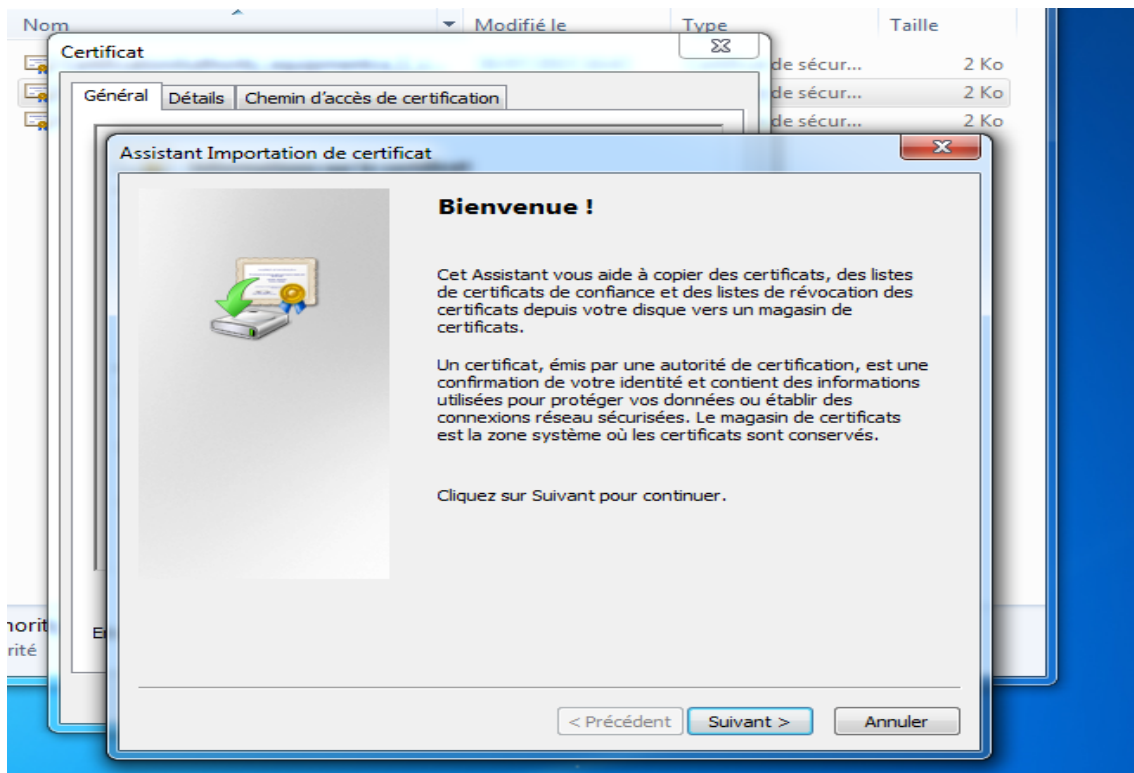 Nom Modifié le Type Taille
Certificat
de sécur... 2 Ko
Général Détails Chemin d'accès de certification
de sécur... 2 Ko
de sécur... 2 Ko
Assistant Importation de certificat
Bienvenue !
Cet Assistant vous aide à copier des certificats, des listes
de certificats de confiance et des listes de révocation des
certificats depuis votre disque vers un magasin de
certificats.
Un certificat, émis par une autorité de certification, est une
confirmation de votre identité et contient des informations
utilisées pour protéger vos données ou établir des
connexions réseau sécurisées. Le magasin de certificats
est la zone système où les certificats sont conservés.
Cliquez sur Suivant pour continuer.
norit
rité
< Précédent Suivant > Annuler